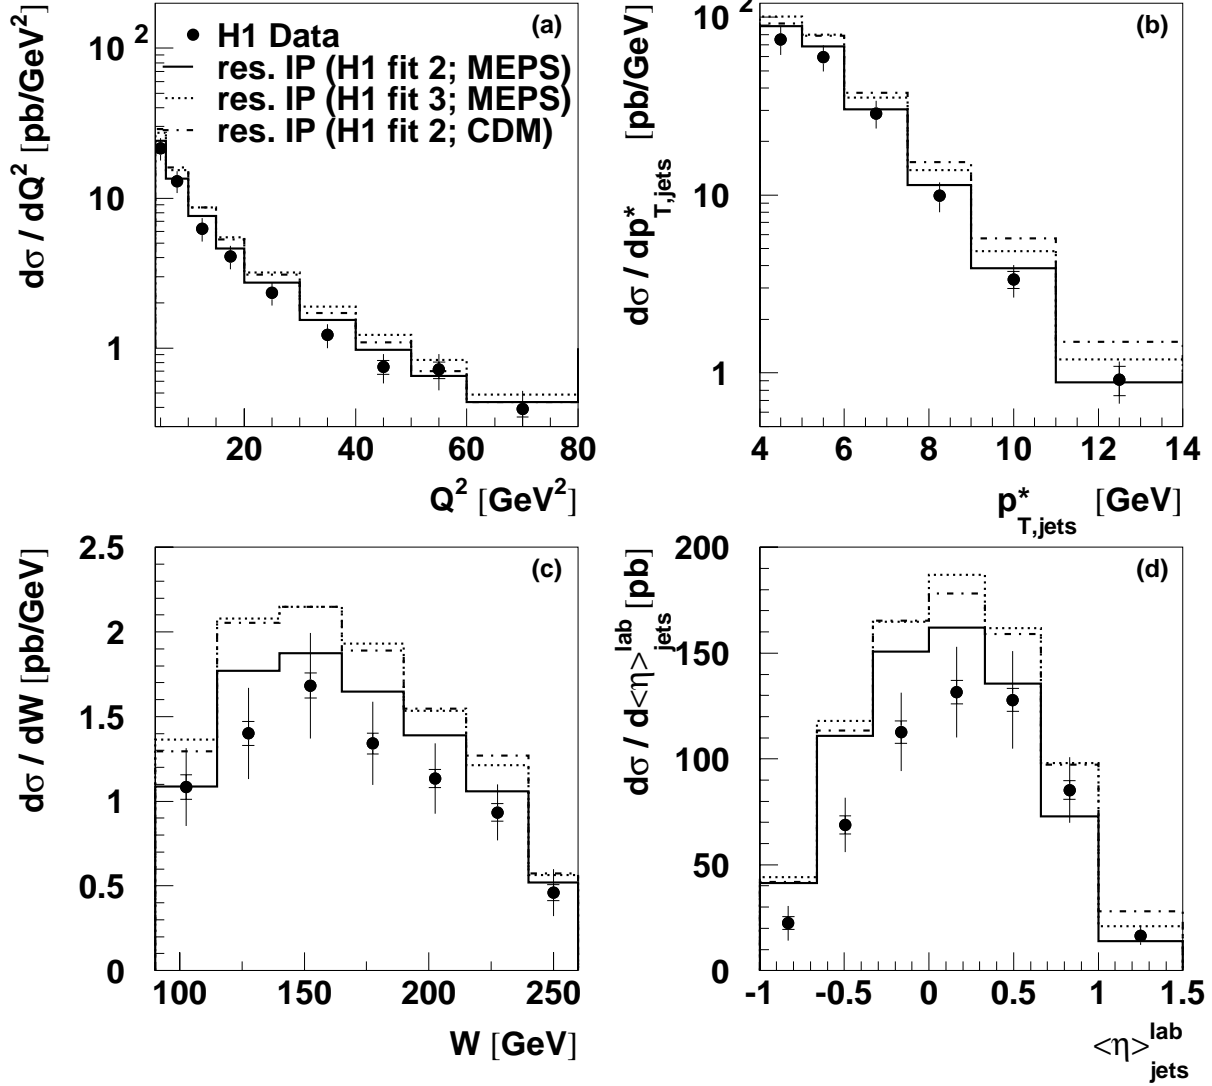 (a)
H1 Data
res. IP (H1 fit 2; MEPS)
res. IP (H1 fit 3; MEPS)
res. IP (H1 fit 2; CDM)
dσ / dQ² [pb/GeV²]
10²
10
1
20 40 60 80
Q² [GeV²]
(b)
dσ / dp*T,jets [pb/GeV]
10²
10
1
4 6 8 10 12 14
p*T,jets [GeV]
(c)
dσ / dW [pb/GeV]
2.5
2
1.5
1
0.5
0
100 150 200 250
W [GeV]
(d)
dσ / d<η>lab jets [pb]
200
150
100
50
0
-1 -0.5 0 0.5 1 1.5
<η>lab jets